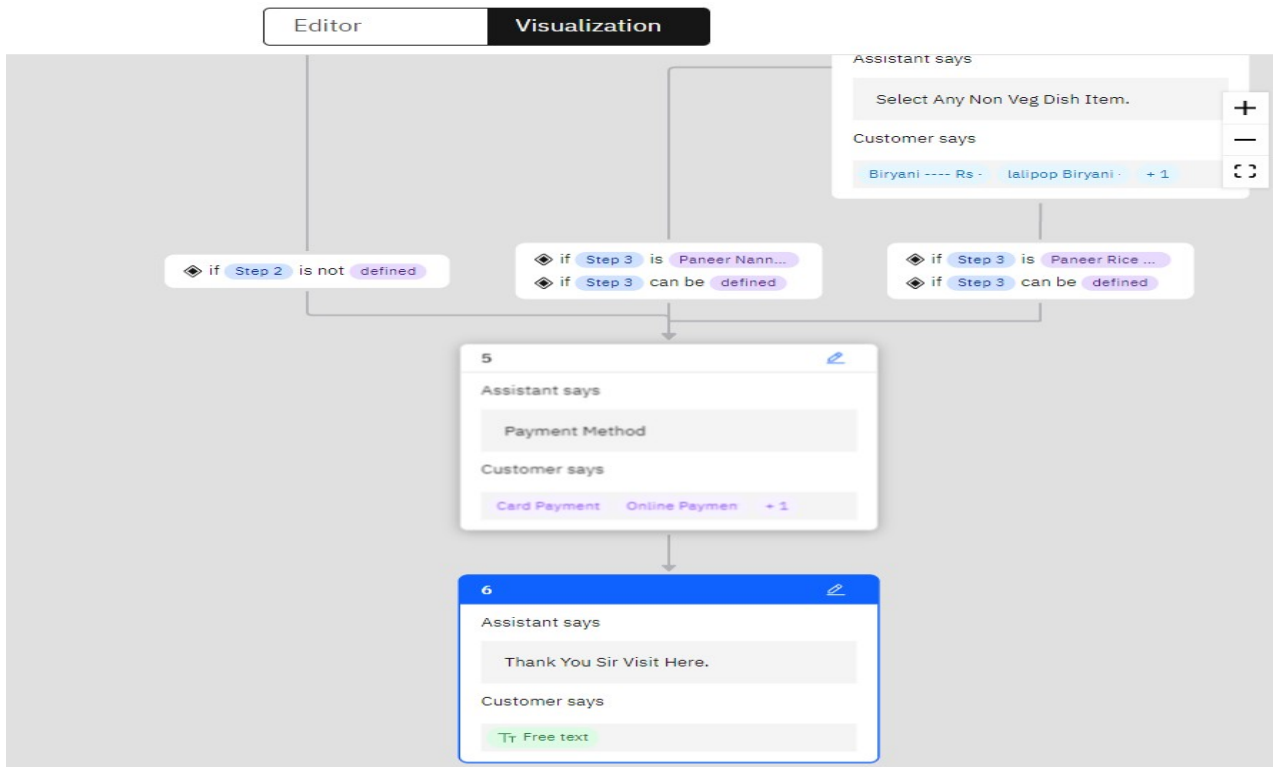 Editor Visualization
Assistant says
Select Any Non Veg Dish Item.
Customer says
Biryani ---- Rs - lalipop Biryani - + 1
if Step 2 is not defined
if Step 3 is Paneer Nann...
if Step 3 can be defined
if Step 3 is Paneer Rice ...
if Step 3 can be defined
5
Assistant says
Payment Method
Customer says
Card Payment Online Paymen + 1
6
Assistant says
Thank You Sir Visit Here.
Customer says
Free text